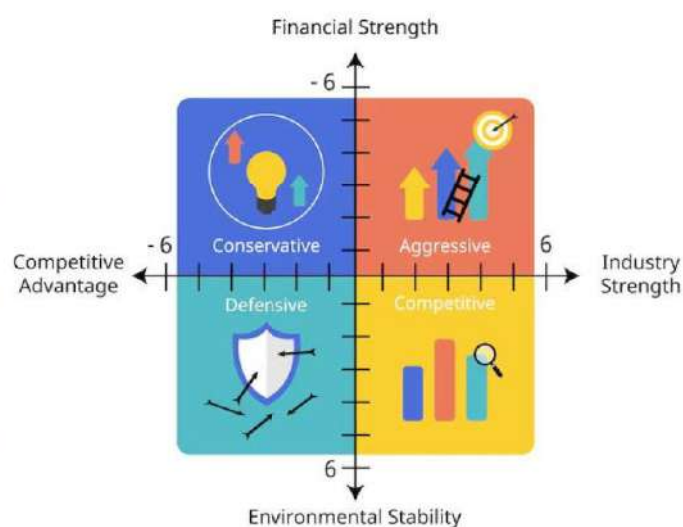 Financial Strength
- 6
Conservative
Aggressive
- 6
6
Competitive
Advantage
Industry
Strength
Defensive
Competitive
6
Environmental Stability